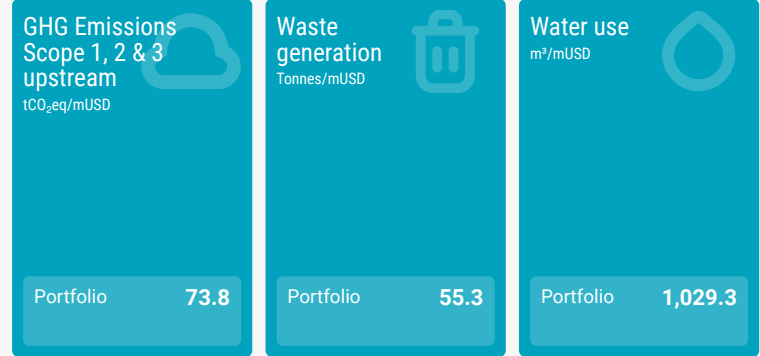 GHG Emissions
Scope 1, 2 & 3
upstream
tCO₂eq/mUSD
Portfolio 73.8
Waste
generation
Tonnes/mUSD
Portfolio 55.3
Water use
m³/mUSD
Portfolio 1,029.3